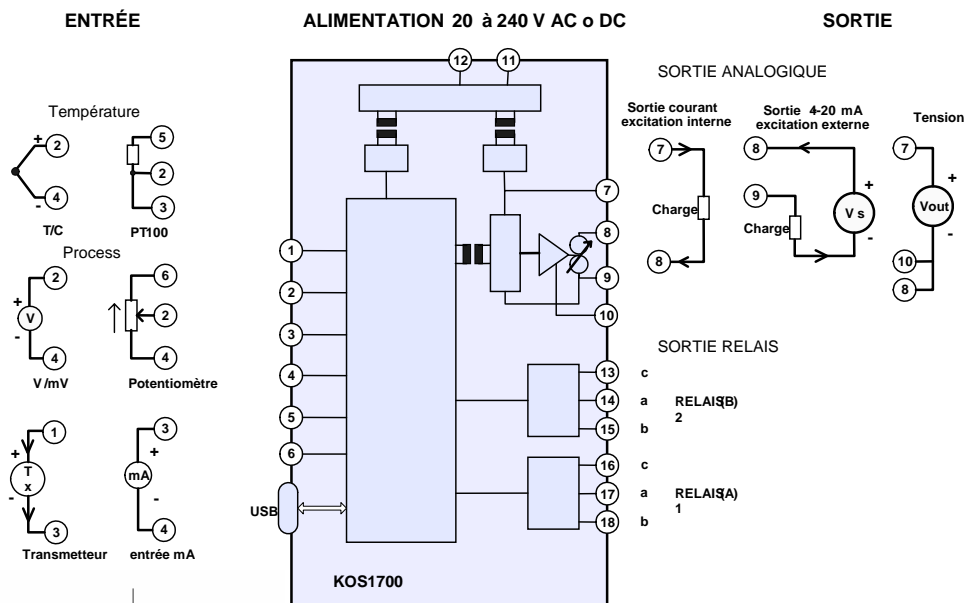 ENTRÉE
ALIMENTATION 20 à 240 V AC o DC
SORTIE
12
11
SORTIE ANALOGIQUE
Température
+
2
4
-
T/C
5
2
3
PT100
Process
2
+
V
-
4
V/mV
6
2
4
Potentiomètre
1
+
T
x
-
3
Transmetteur
3
+
mA
-
4
entrée mA
1
2
3
4
5
6
USB
KOS1700
7
8
9
10
Sortie courant
excitation interne
7
Charge
8
Sortie 4-20 mA
excitation externe
8
9
+
V s
Charge
-
Tension
7
+
Vout
-
10
8
SORTIE RELAIS
13 c
14 a RELAIS(B)
2
15 b
16 c
17 a RELAIS(A)
1
18 b